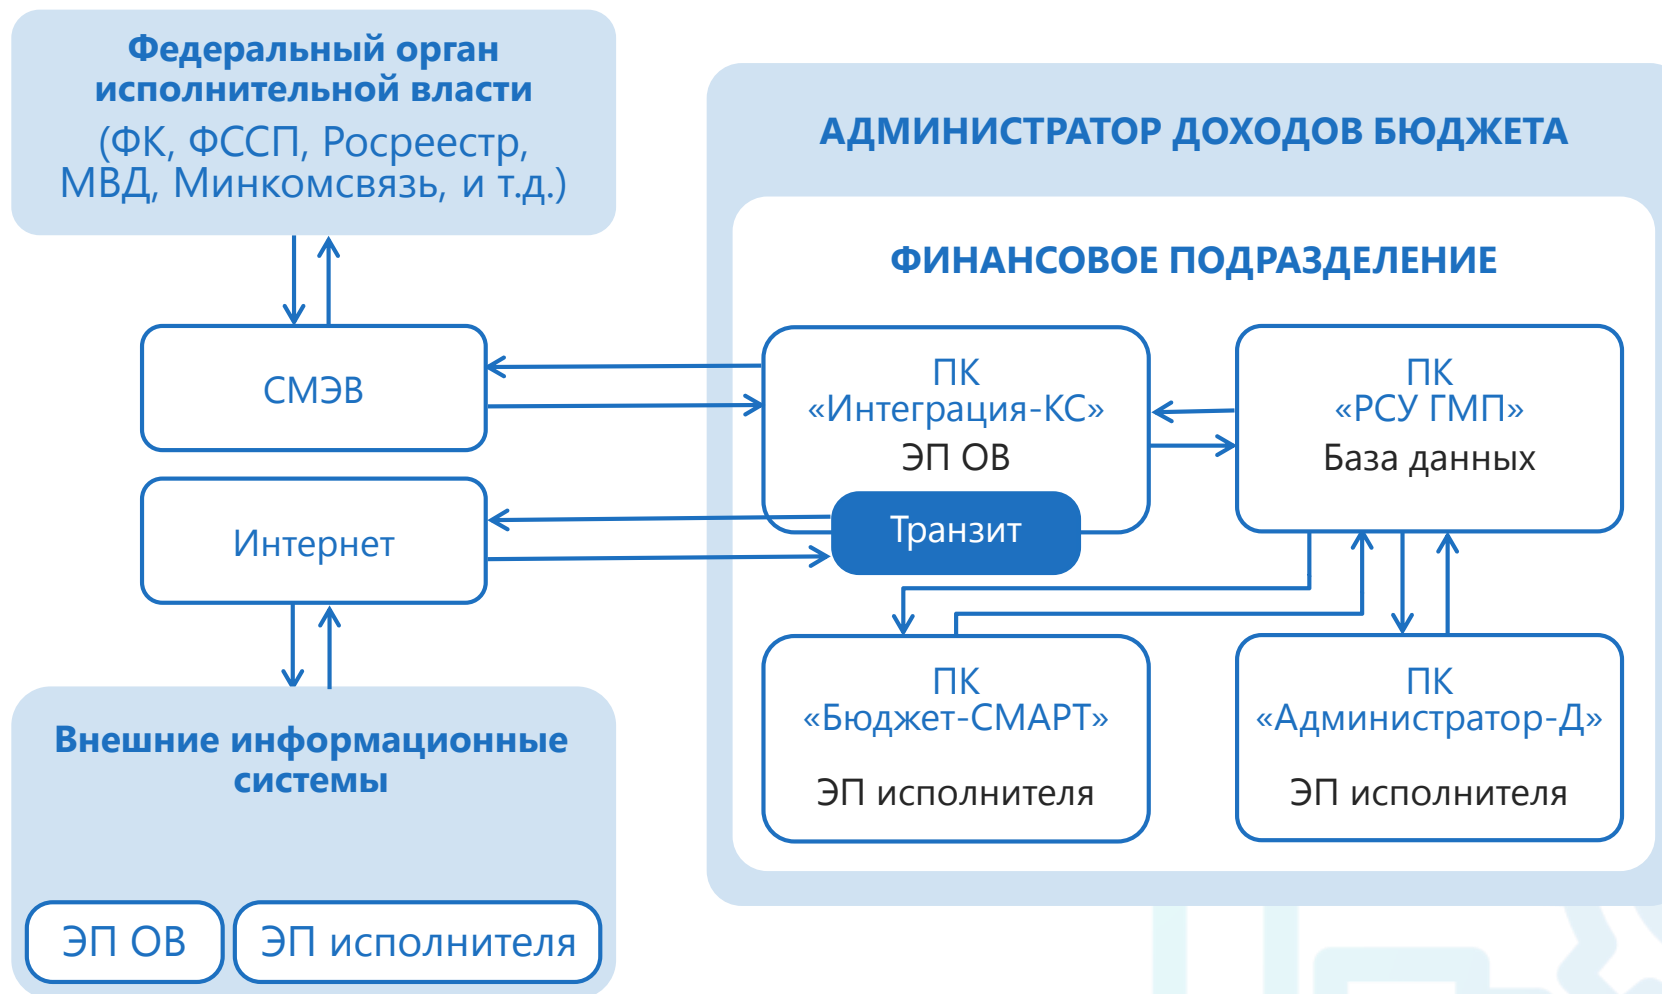 Федеральный орган
исполнительной власти
(ФК, ФССП, Росреестр,
МВД, Минкомсвязь, и т.д.)
СМЭВ
Интернет
Внешние информационные
системы
ЭП ОВ
ЭП исполнителя
АДМИНИСТРАТОР ДОХОДОВ БЮДЖЕТА
ФИНАНСОВОЕ ПОДРАЗДЕЛЕНИЕ
ПК
«Интеграция-КС»
ЭП ОВ
Транзит
ПК
«РСУ ГМП»
База данных
ПК
«Бюджет-СМАРТ»
ЭП исполнителя
ПК
«Администратор-Д»
ЭП исполнителя